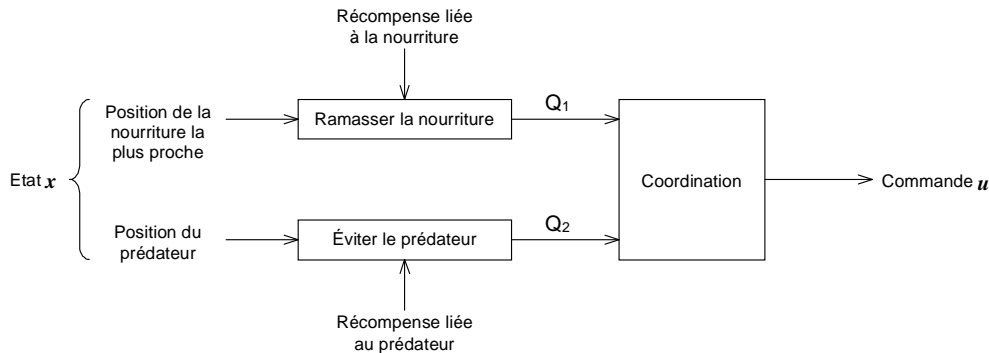 Récompense liée
à la nourriture
Position de la
nourriture la
plus proche
Ramasser la nourriture
Q1
Etat x
Coordination
Commande u
Position du
prédateur
Éviter le prédateur
Q2
Récompense liée
au prédateur